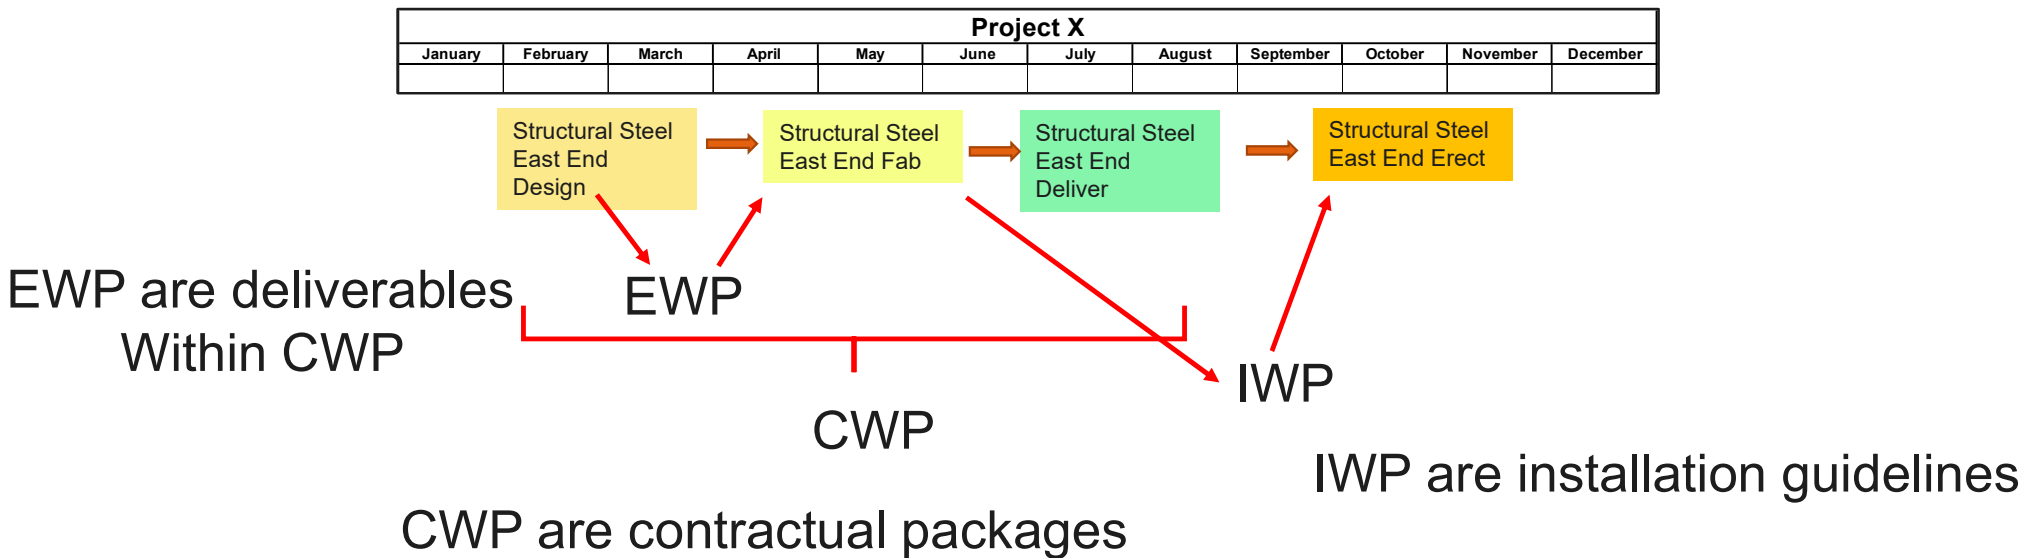 Project X
January February March April May June July August September October November December
Structural Steel
East End
Design
Structural Steel
East End Fab
Structural Steel
East End
Deliver
Structural Steel
East End Erect
EWP are deliverables
Within CWP
EWP
CWP
IWP
IWP are installation guidelines
CWP are contractual packages